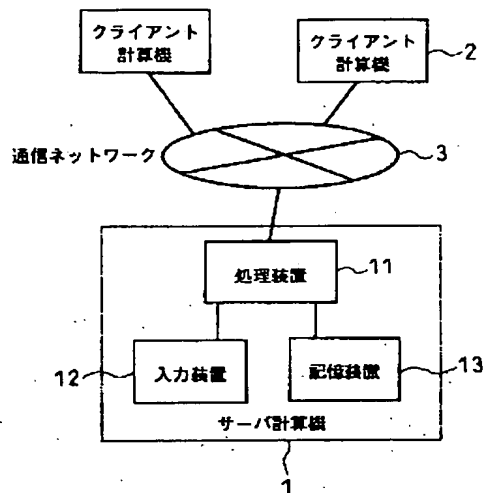 クライアント
計算機
クライアント
計算機
2
通信ネットワーク
3
処理装置
11
12
入力装置
記憶装置
13
サーバ計算機
1